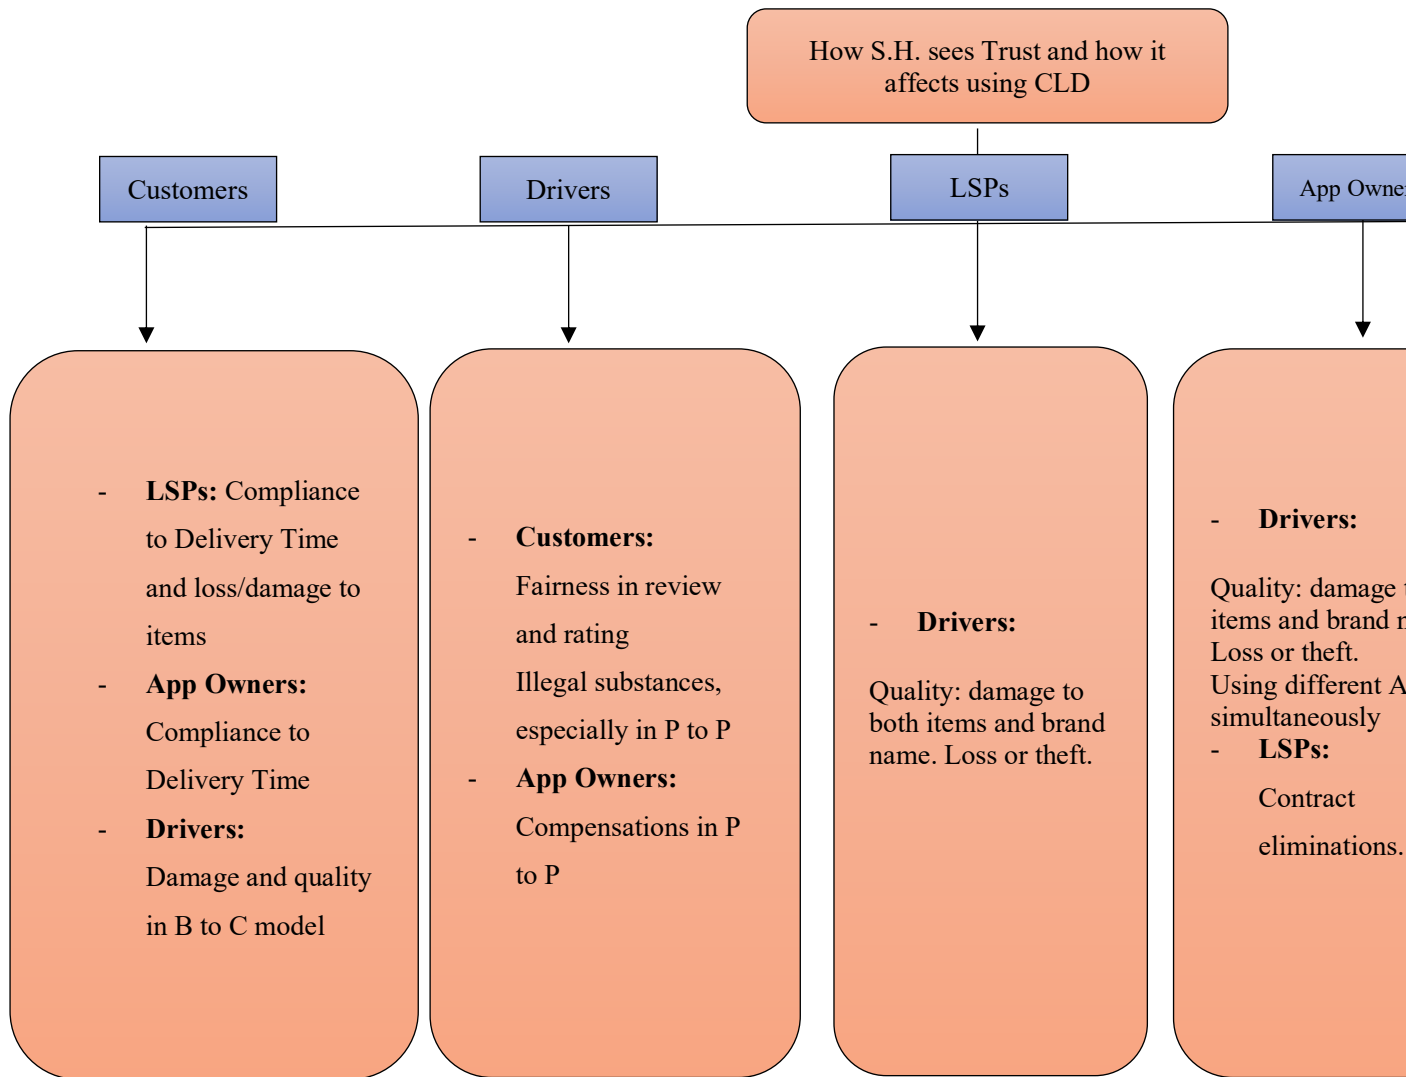 How S.H. sees Trust and how it
affects using CLD
Customers
Drivers
LSPs
App Owner
- LSPs: Compliance
to Delivery Time
and loss/damage to
items
- App Owners:
Compliance to
Delivery Time
- Drivers:
Damage and quality
in B to C model
- Customers:
Fairness in review
and rating
Illegal substances,
especially in P to P
- App Owners:
Compensations in P
to P
- Drivers:
Quality: damage to
both items and brand
name. Loss or theft.
- Drivers:
Quality: damage
items and brand
Loss or theft.
Using different
simultaneously
- LSPs:
Contract
eliminations.